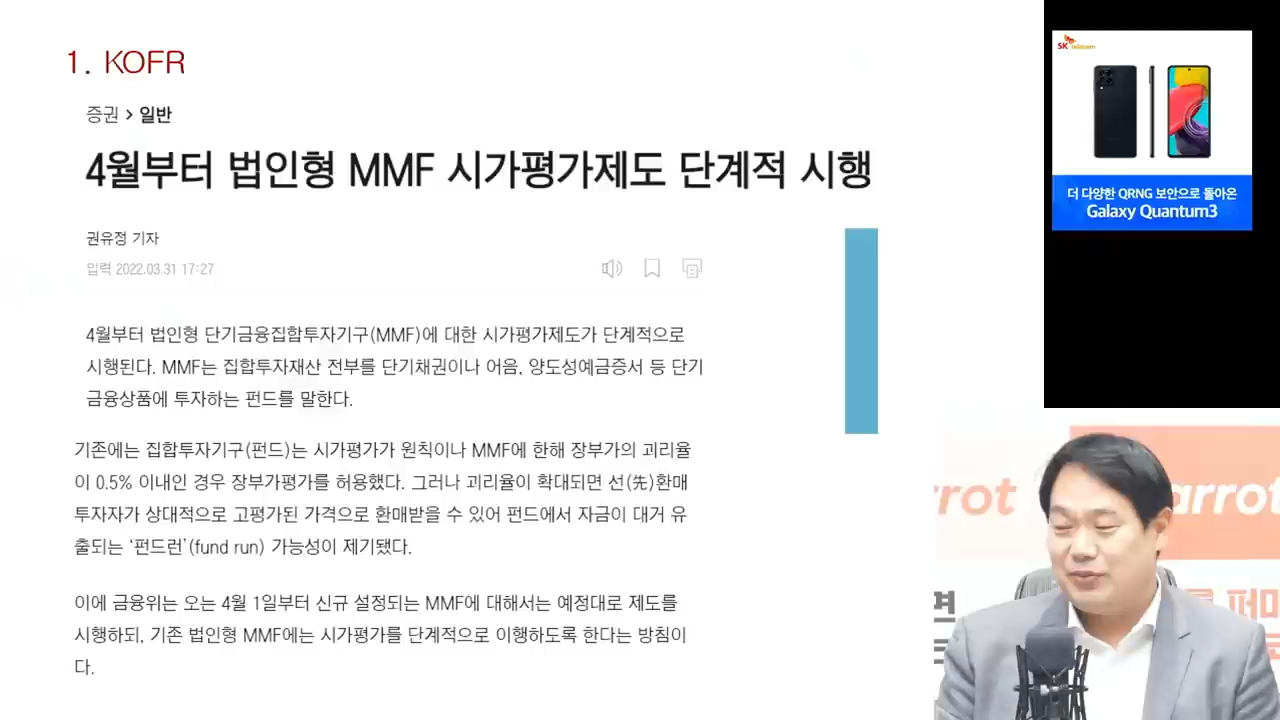 1. KOFR
증권 > 일반
4월부터 법인형 MMF 시가평가제도 단계적 시행
권유정 기자
입력 2022.03.31 17:27
4월부터 법인형 단기금융집합투자기구(MMF)에 대한 시가평가제도가 단계적으로
시행된다. MMF는 집합투자재산 전부를 단기채권이나 어음, 양도성예금증서 등 단기
금융상품에 투자하는 펀드를 말한다.
기존에는 집합투자기구(펀드)는 시가평가가 원칙이나 MMF에 한해 장부가의 괴리율
이 0.5% 이내인 경우 장부가평가를 허용했다. 그러나 괴리율이 확대되면 선(先)환매
투자자가 상대적으로 고평가된 가격으로 환매받을 수 있어 펀드에서 자금이 대거 유
출되는 ‘펀드런’(fund run) 가능성이 제기됐다.
이에 금융위는 오는 4월 1일부터 신규 설정되는 MMF에 대해서는 예정대로 제도를
시행하되, 기존 법인형 MMF에는 시가평가를 단계적으로 이행하도록 한다는 방침이
다.
SK telecom
더 다양한 QRNG 보안으로 돌아온
Galaxy Quantum3
rrot arrot
면 퍼